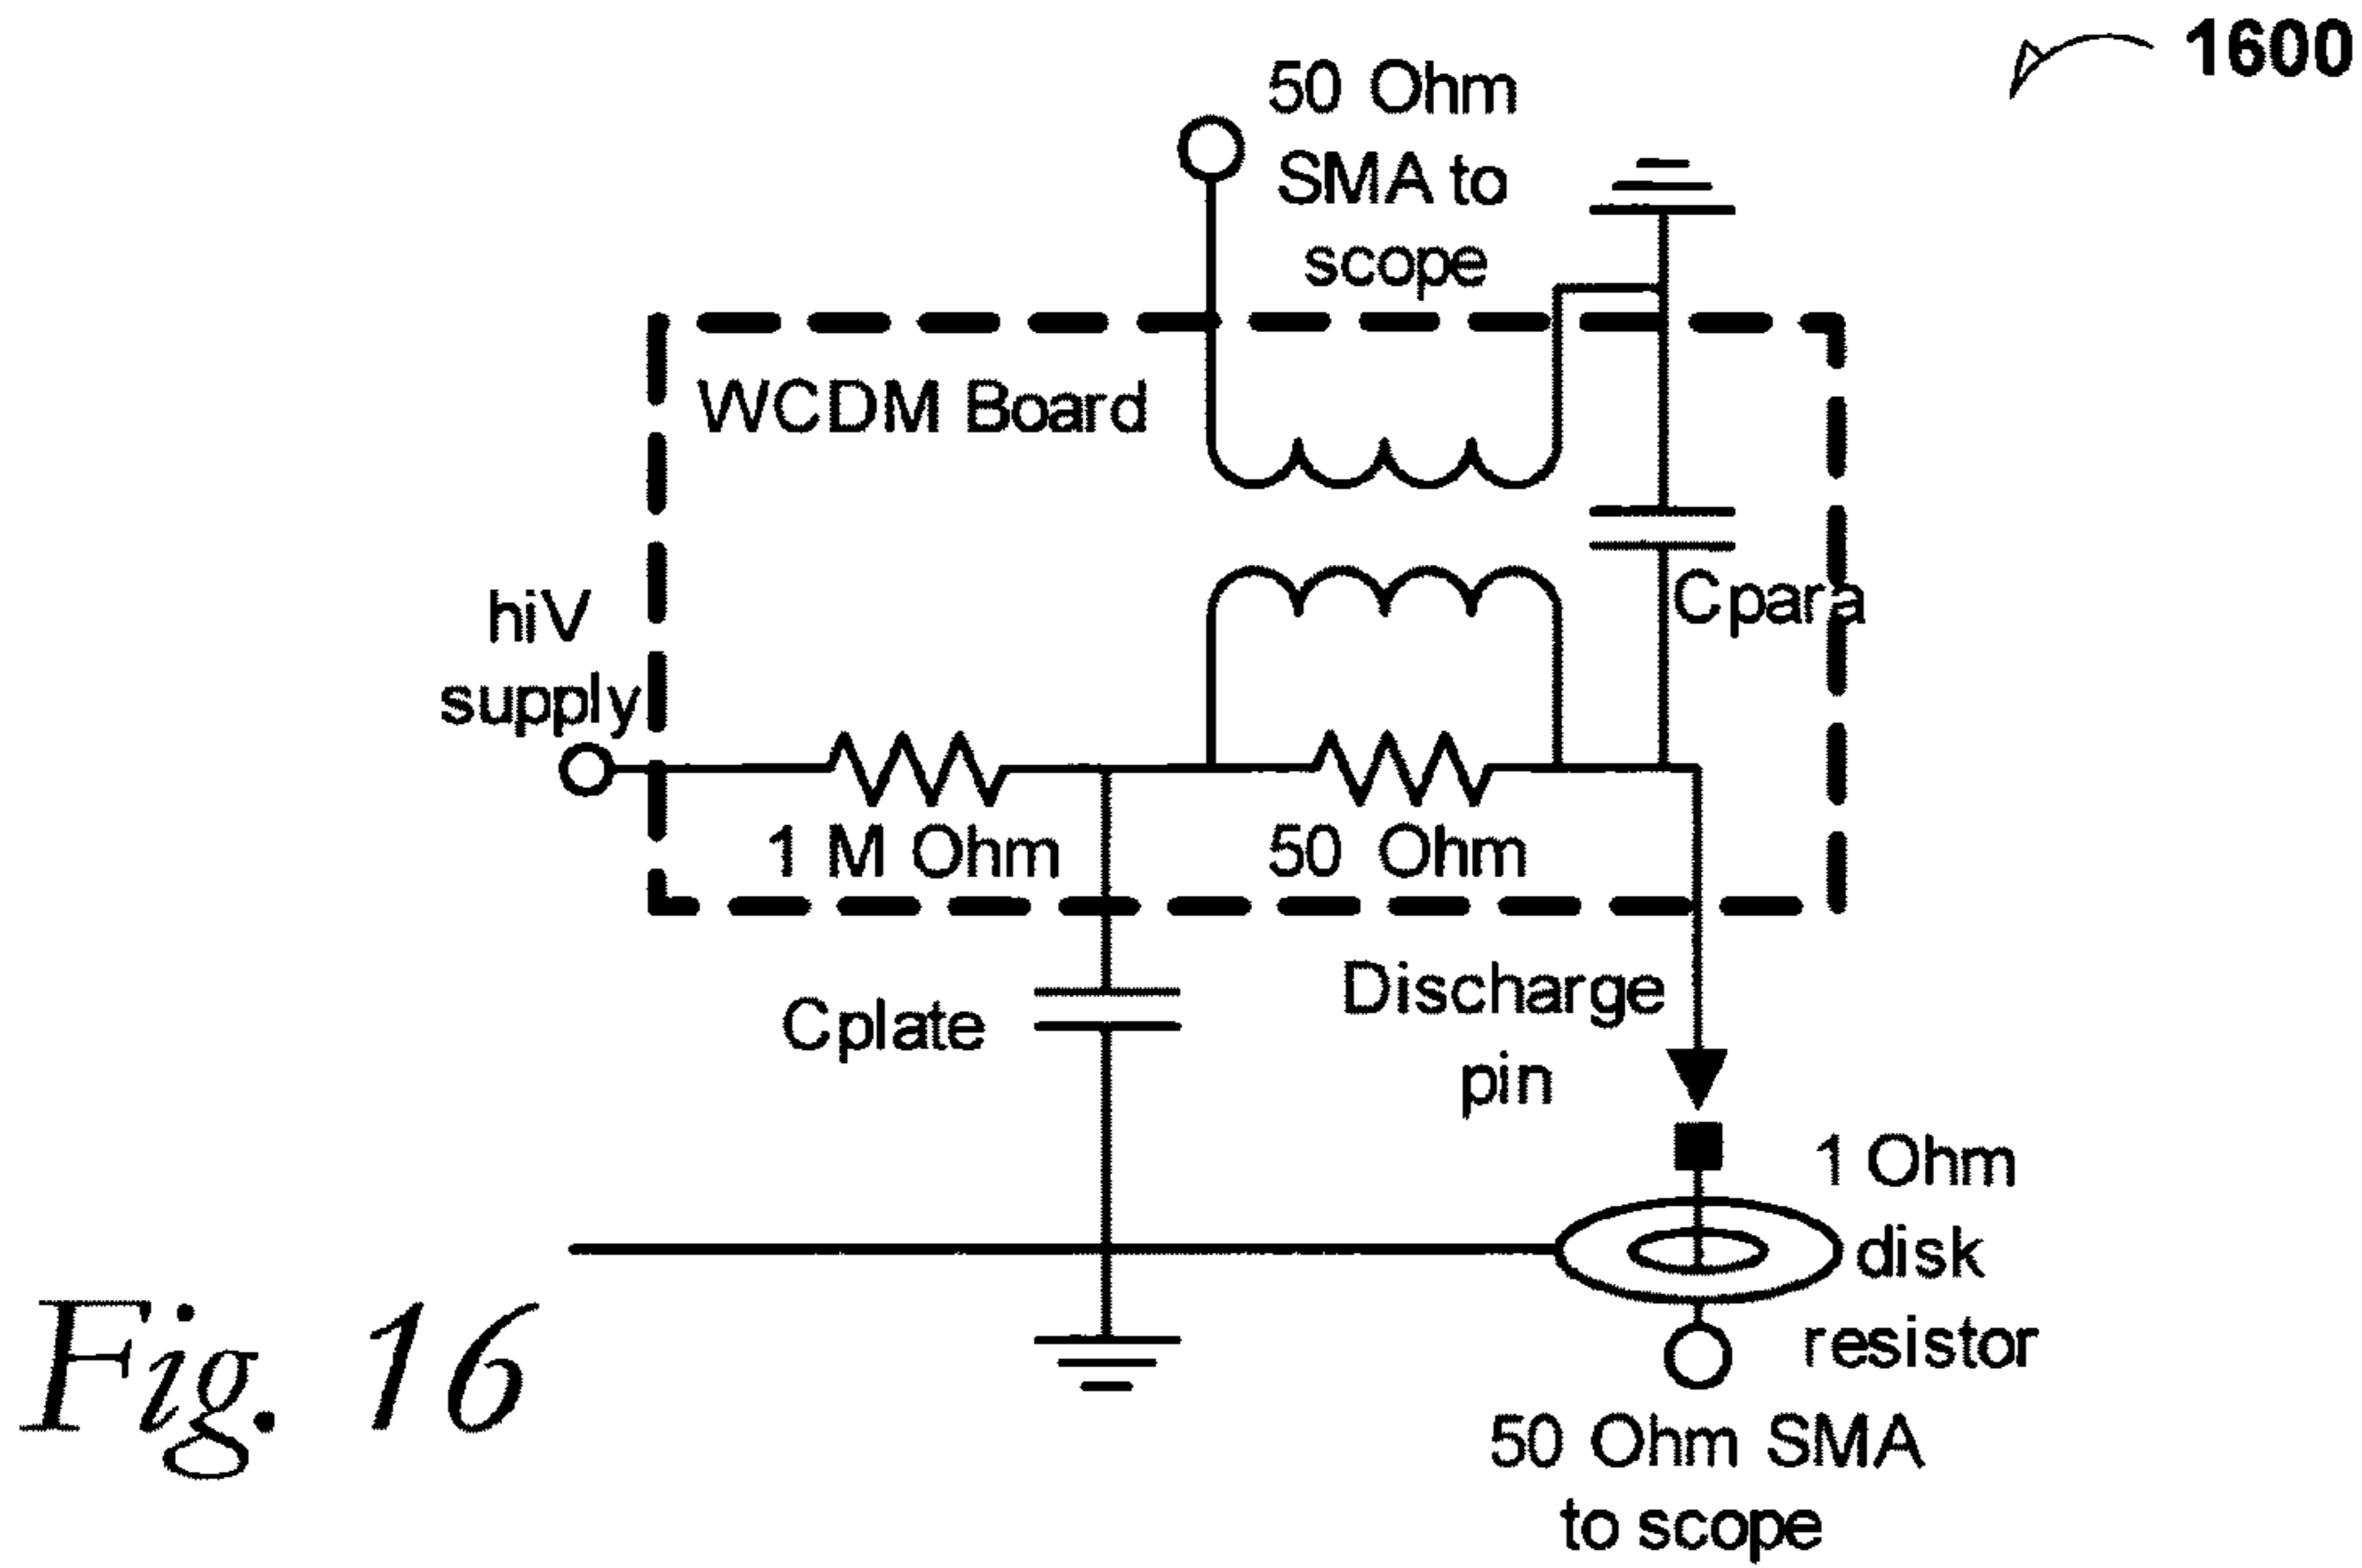 1600
50 Ohm
SMA to
scope
WCDM Board
hiV
supply
Cpara
1 M Ohm
50 Ohm
Cplate
Discharge
pin
1 Ohm
disk
resistor
50 Ohm SMA
to scope
Fig. 16